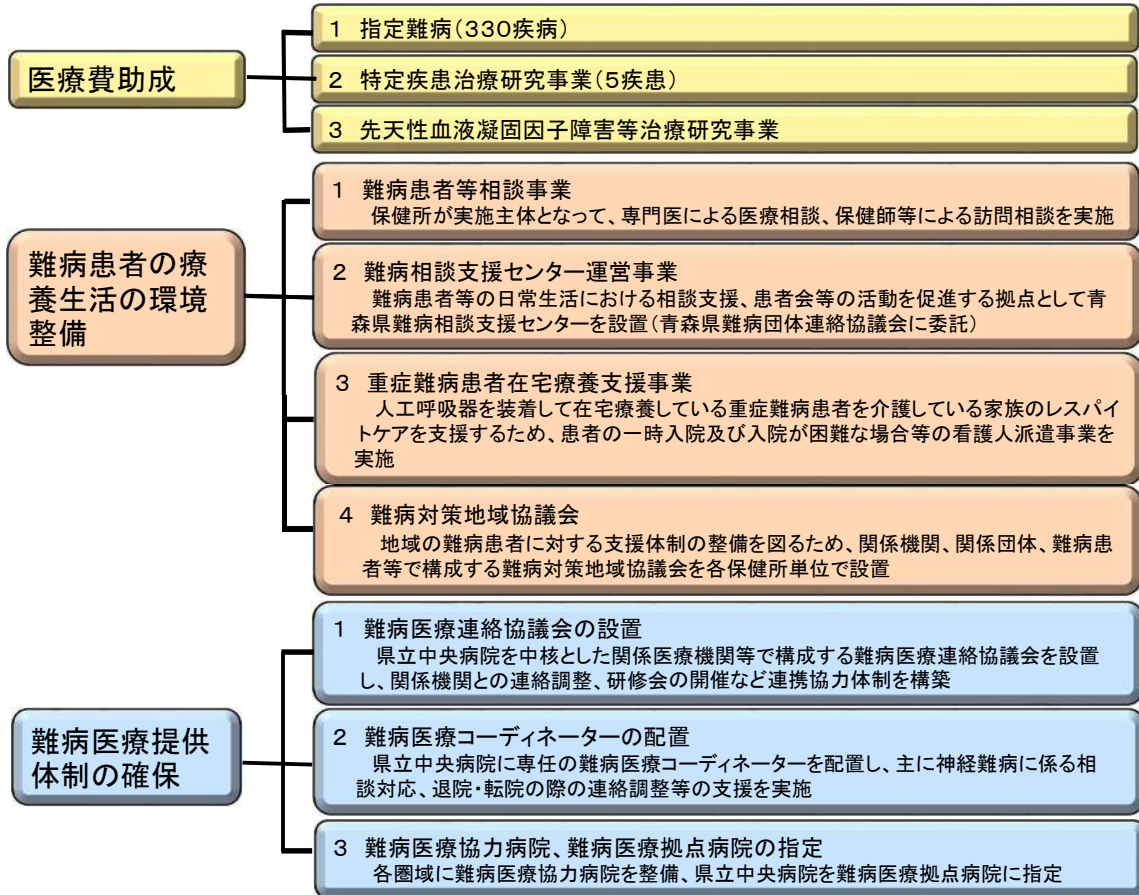 医療費助成
1 指定難病(330疾病)
2 特定疾患治療研究事業(5疾患)
3 先天性血液凝固因子障害等治療研究事業
難病患者の療
養生活の環境
整備
1 難病患者等相談事業
保健所が実施主体となって、専門医による医療相談、保健師等による訪問相談を実施
2 難病相談支援センター運営事業
難病患者等の日常生活における相談支援、患者会等の活動を促進する拠点として青
森県難病相談支援センターを設置(青森県難病団体連絡協議会に委託)
3 重症難病患者在宅療養支援事業
人工呼吸器を装着して在宅療養している重症難病患者を介護している家族のレスパイ
トケアを支援するため、患者の一時入院及び入院が困難な場合等の看護人派遣事業を
実施
4 難病対策地域協議会
地域の難病患者に対する支援体制の整備を図るため、関係機関、関係団体、難病患
者等で構成する難病対策地域協議会を各保健所単位で設置
難病医療提供
体制の確保
1 難病医療連絡協議会の設置
県立中央病院を中核とした関係医療機関等で構成する難病医療連絡協議会を設置
し、関係機関との連絡調整、研修会の開催など連携協力体制を構築
2 難病医療コーディネーターの配置
県立中央病院に専任の難病医療コーディネーターを配置し、主に神経難病に係る相
談対応、退院・転院の際の連絡調整等の支援を実施
3 難病医療協力病院、難病医療拠点病院の指定
各圏域に難病医療協力病院を整備、県立中央病院を難病医療拠点病院に指定